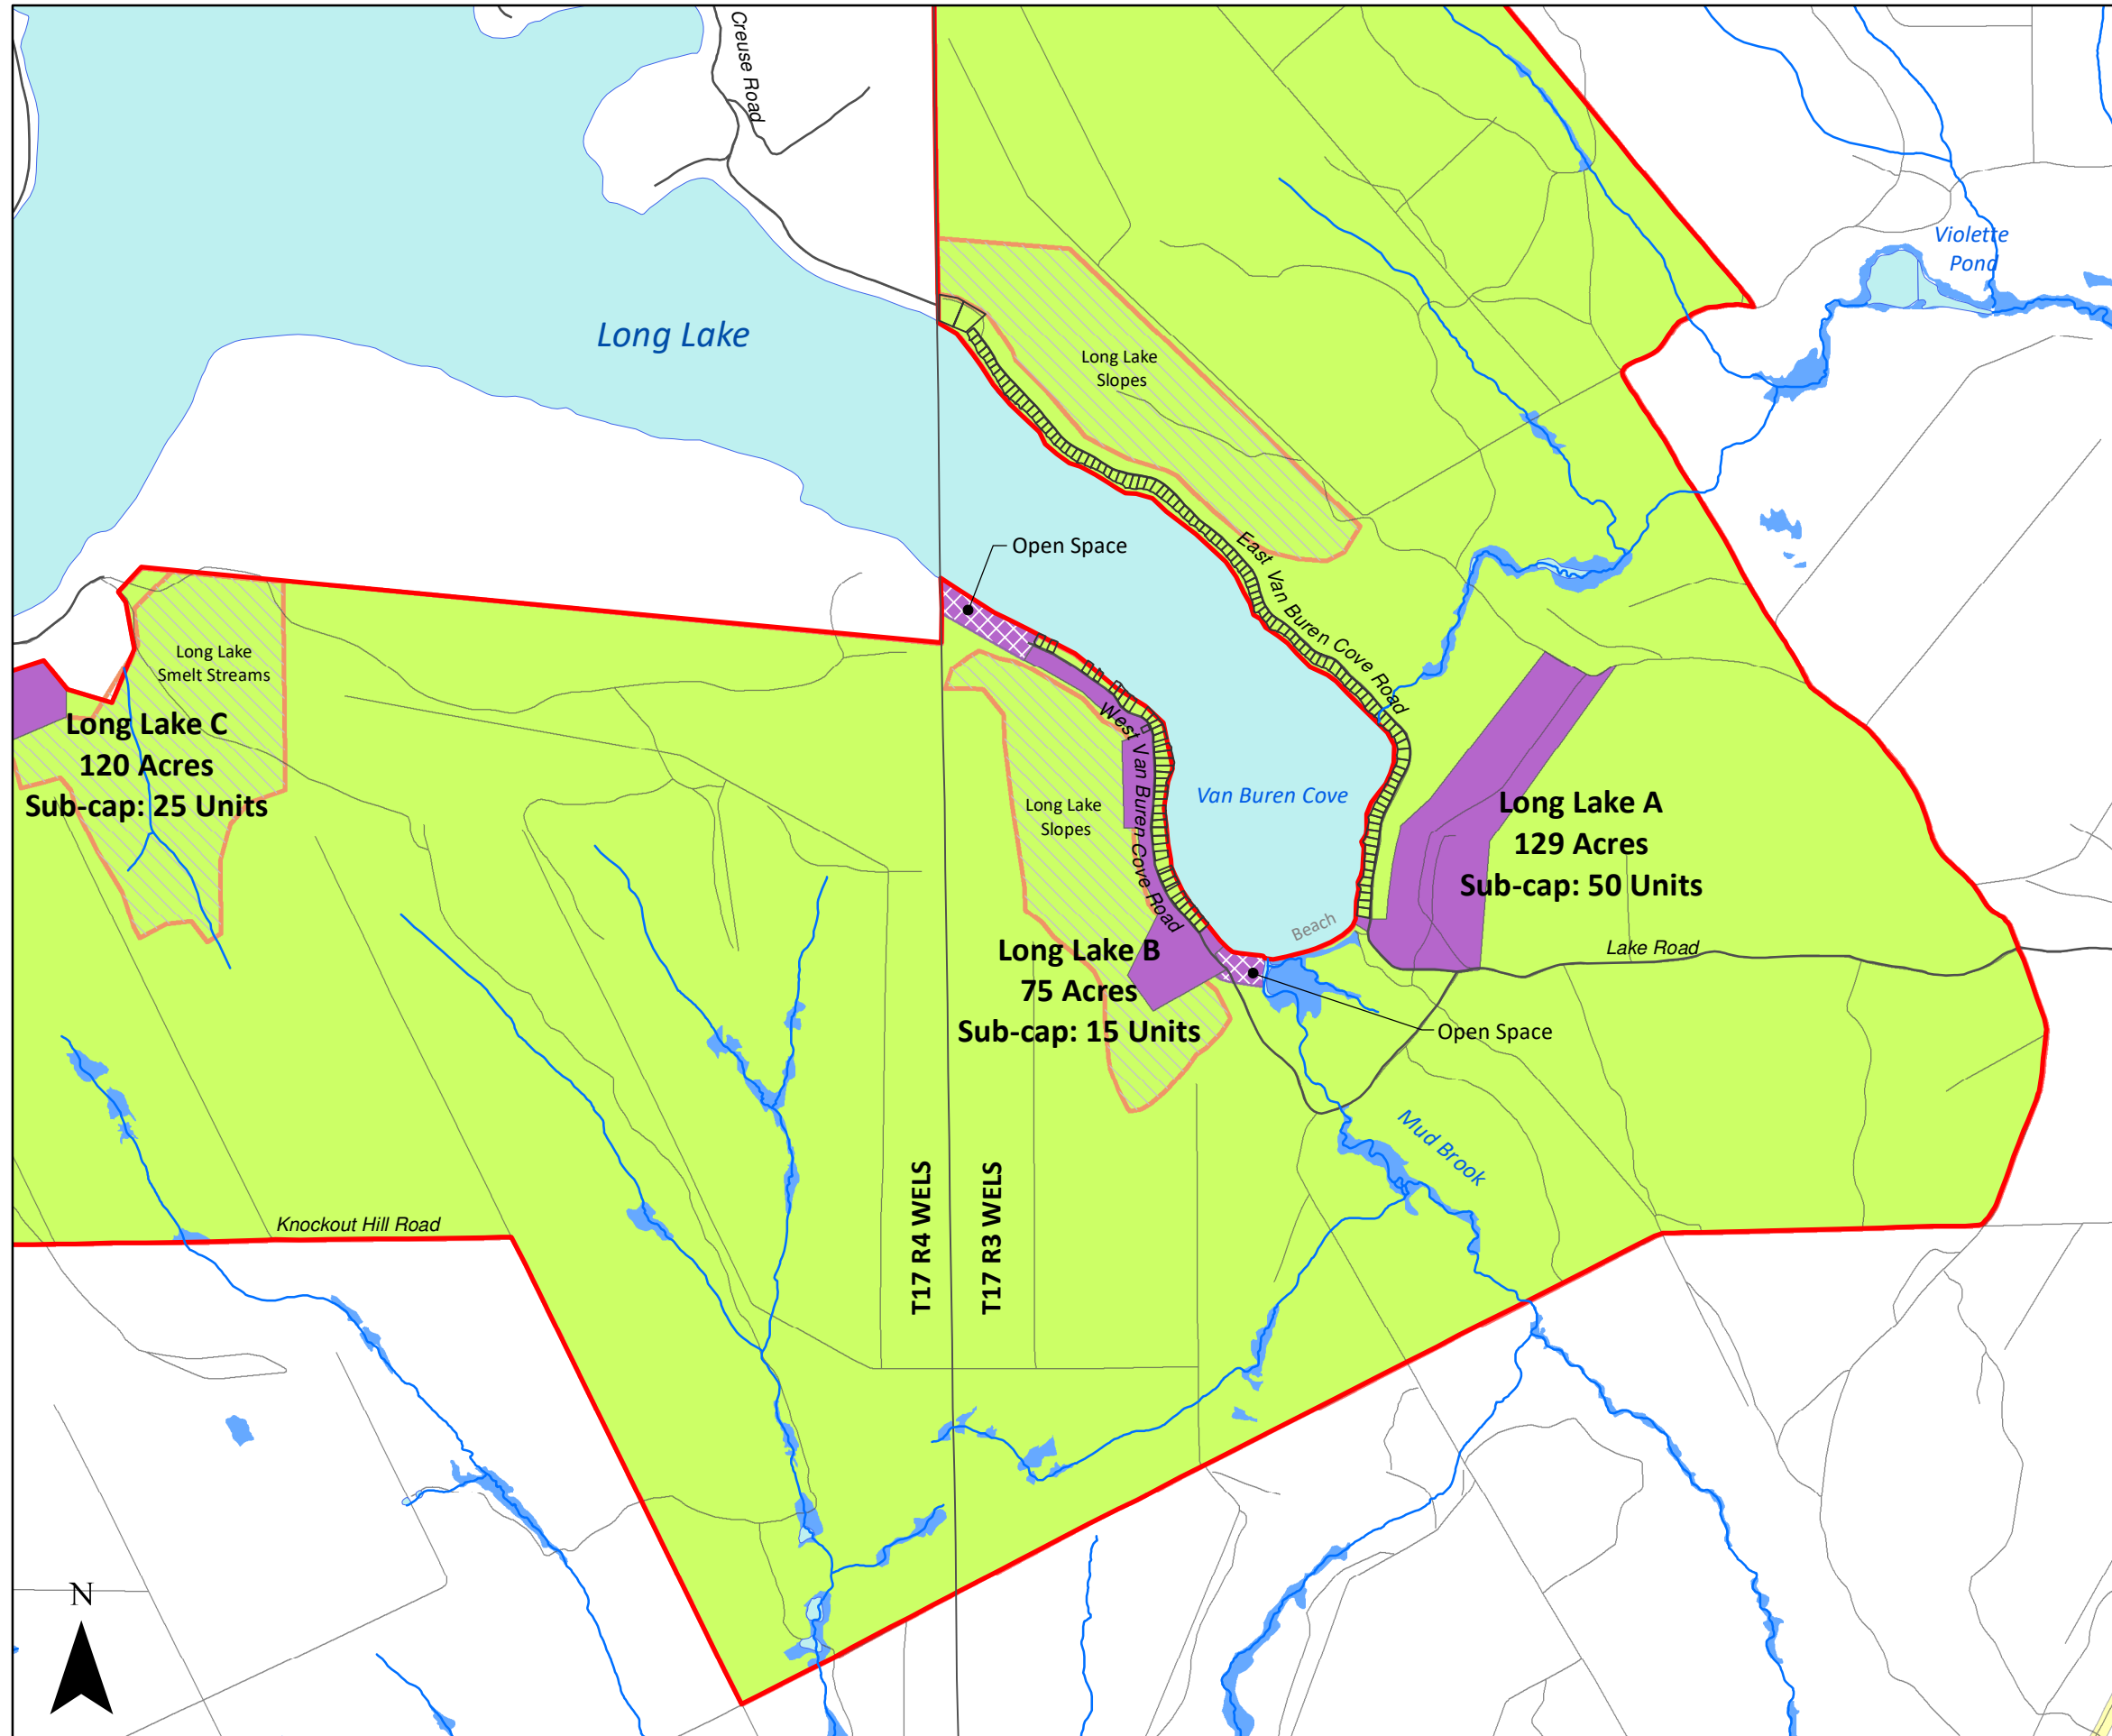 Creuse Road
Violette
Pond
Long Lake
Long Lake
Slopes
Open Space
East Van Buren Cove Road
Long Lake
Smelt Streams
Long Lake C
120 Acres
Sub-cap: 25 Units
West Van Buren Cove Road
Long Lake
Slopes
Van Buren Cove
Long Lake A
129 Acres
Sub-cap: 50 Units
Beach
Lake Road
Long Lake B
75 Acres
Sub-cap: 15 Units
Open Space
Mud Brook
T17 R4 WELS
T17 R3 WELS
Knockout Hill Road
N